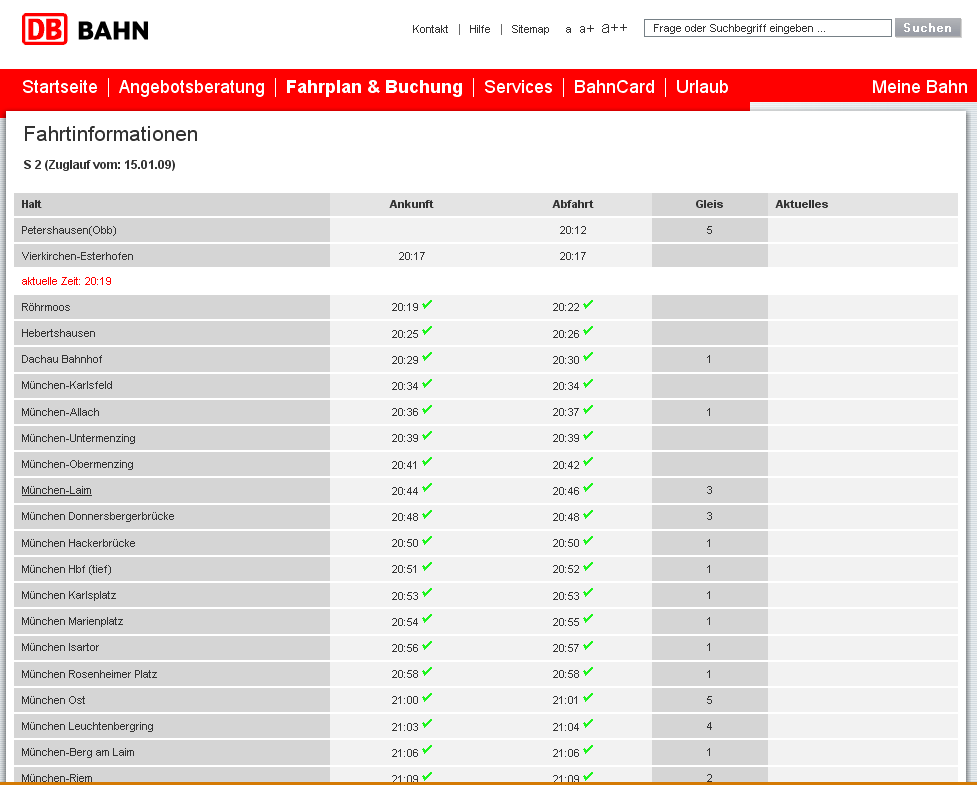 DB BAHN
Kontakt | Hilfe | Sitemap a a+ a++ Frage oder Suchbegriff eingeben ... Suchen
Startseite | Angebotsberatung | Fahrplan & Buchung | Services | BahnCard | Urlaub Meine Bahn
Fahrtinformationen
S 2 (Zuglauf vom: 15.01.09)
Halt Ankunft Abfahrt Gleis Aktuelles
Petershausen(Obb) 20:12 5
Vierkirchen-Esterhofen 20:17 20:17
aktuelle Zeit: 20:19
Röhrmoos 20:19 ✓ 20:22 ✓
Hebertshausen 20:25 ✓ 20:26 ✓
Dachau Bahnhof 20:29 ✓ 20:30 ✓ 1
München-Karlsfeld 20:34 ✓ 20:34 ✓
München-Allach 20:36 ✓ 20:37 ✓ 1
München-Untermenzing 20:39 ✓ 20:39 ✓
München-Obermenzing 20:41 ✓ 20:42 ✓
München-Laim 20:44 ✓ 20:46 ✓ 3
München Donnersbergerbrücke 20:48 ✓ 20:48 ✓ 3
München Hackerbrücke 20:50 ✓ 20:50 ✓ 1
München Hbf (tief) 20:51 ✓ 20:52 ✓ 1
München Karlsplatz 20:53 ✓ 20:53 ✓ 1
München Marienplatz 20:54 ✓ 20:55 ✓ 1
München Isartor 20:56 ✓ 20:57 ✓ 1
München Rosenheimer Platz 20:58 ✓ 20:58 ✓ 1
München Ost 21:00 ✓ 21:01 ✓ 5
München Leuchtenbergring 21:03 ✓ 21:04 ✓ 4
München-Berg am Laim 21:06 ✓ 21:06 ✓ 1
München-Riem 21:09 ✓ 21:09 ✓ 2